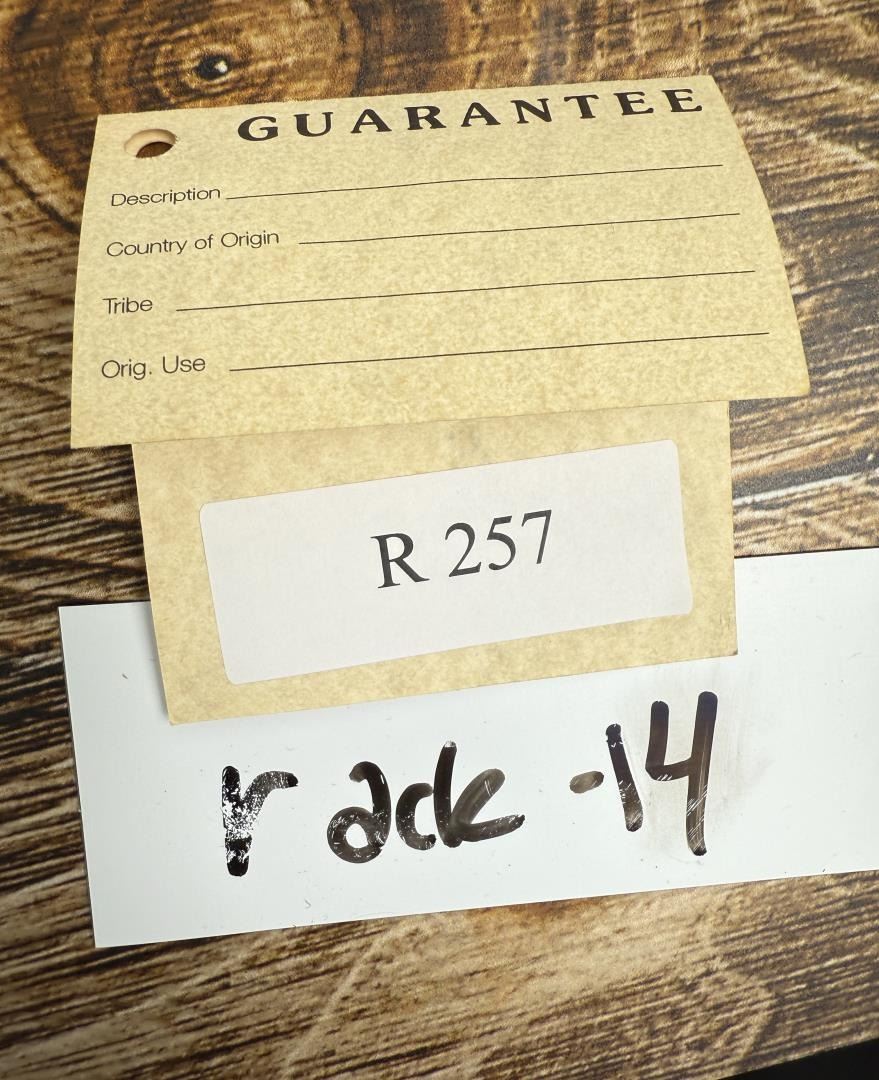 GUARANTEE
Description
Country of Origin
Tribe
Orig. Use
R 257
rack -14